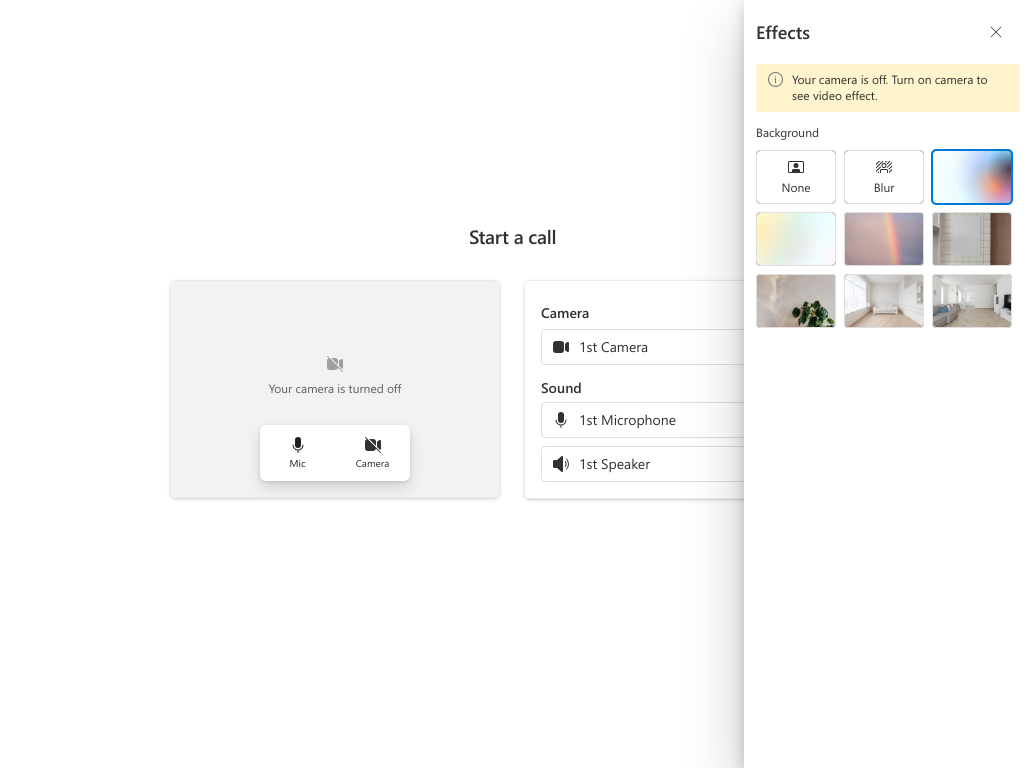 Effects
Your camera is off. Turn on camera to
see video effect.
Background
None
Blur
Start a call
Your camera is turned off
Mic
Camera
Camera
1st Camera
Sound
1st Microphone
1st Speaker